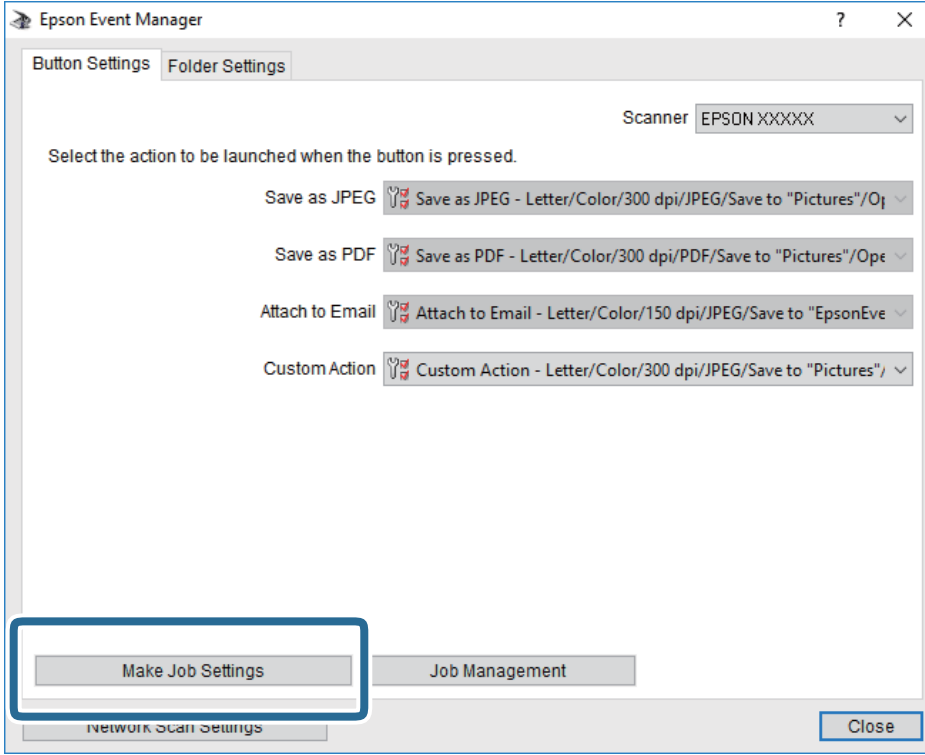 Epson Event Manager
Button Settings Folder Settings
Scanner EPSON XXXXX
Select the action to be launched when the button is pressed.
Save as JPEG Save as JPEG - Letter/Color/300 dpi/JPEG/Save to "Pictures"/Op
Save as PDF Save as PDF - Letter/Color/300 dpi/PDF/Save to "Pictures"/Ope
Attach to Email Attach to Email - Letter/Color/150 dpi/JPEG/Save to "EpsonEve
Custom Action Custom Action - Letter/Color/300 dpi/JPEG/Save to "Pictures"/
Make Job Settings Job Management
Network Scan Settings Close